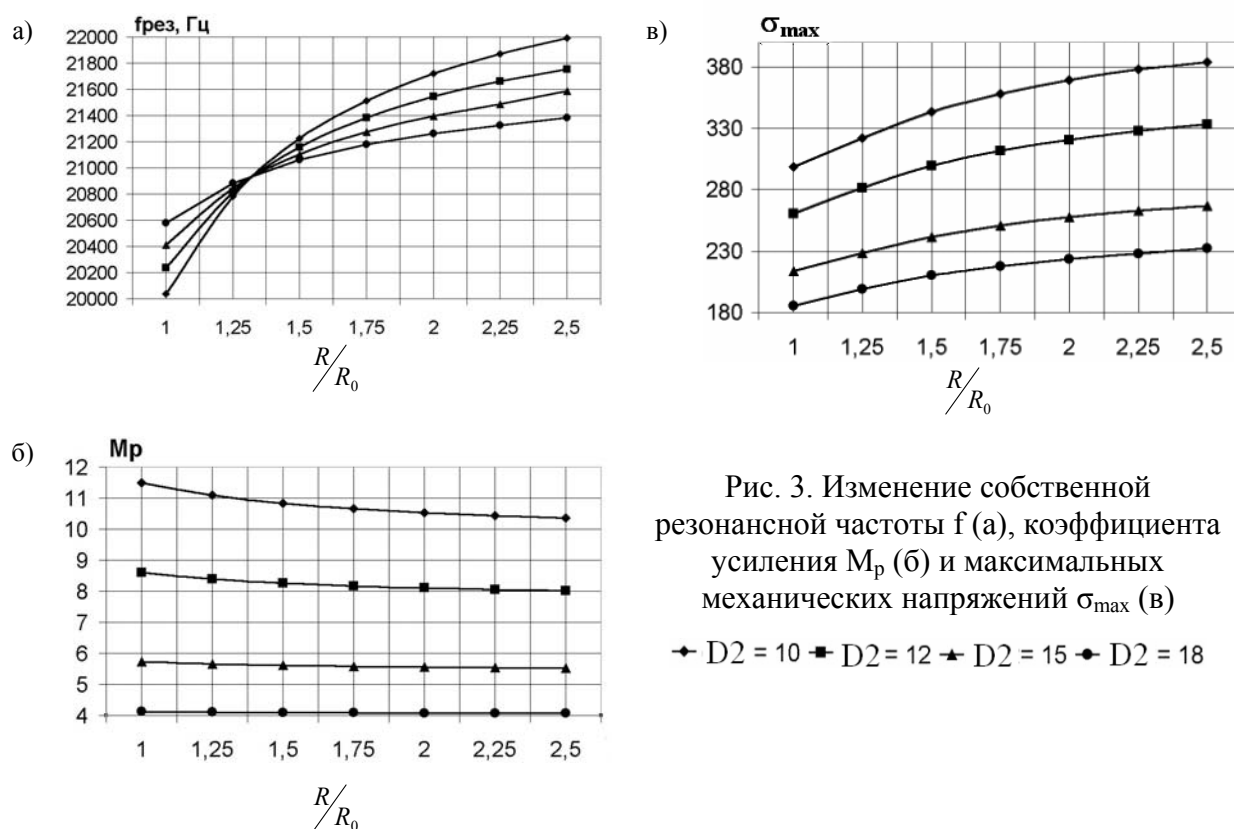 а)
fрез, Гц
22000
21800
21600
21400
21200
21000
20800
20600
20400
20200
20000
1 1,25 1,5 1,75 2 2,25 2,5
R/R₀
в)
σmax
380
330
280
230
180
1 1,25 1,5 1,75 2 2,25 2,5
R/R₀
б)
Мр
12
11
10
9
8
7
6
5
4
1 1,25 1,5 1,75 2 2,25 2,5
R/R₀
Рис. 3. Изменение собственной
резонансной частоты f (а), коэффициента
усиления Мр (б) и максимальных
механических напряжений σmax (в)
D2 = 10 D2 = 12 D2 = 15 D2 = 18